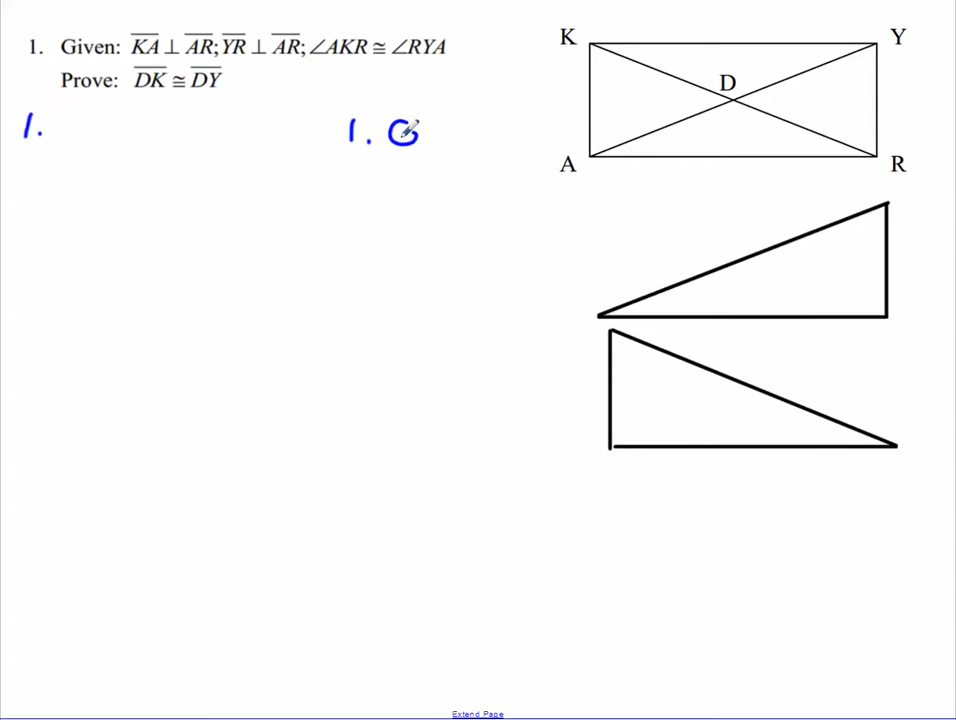 1. Given: KA ⊥ AR; YR ⊥ AR; ∠AKR ≅ ∠RYA
Prove: DK ≅ DY
1. 1. G
K Y
D
A R
Extend Page